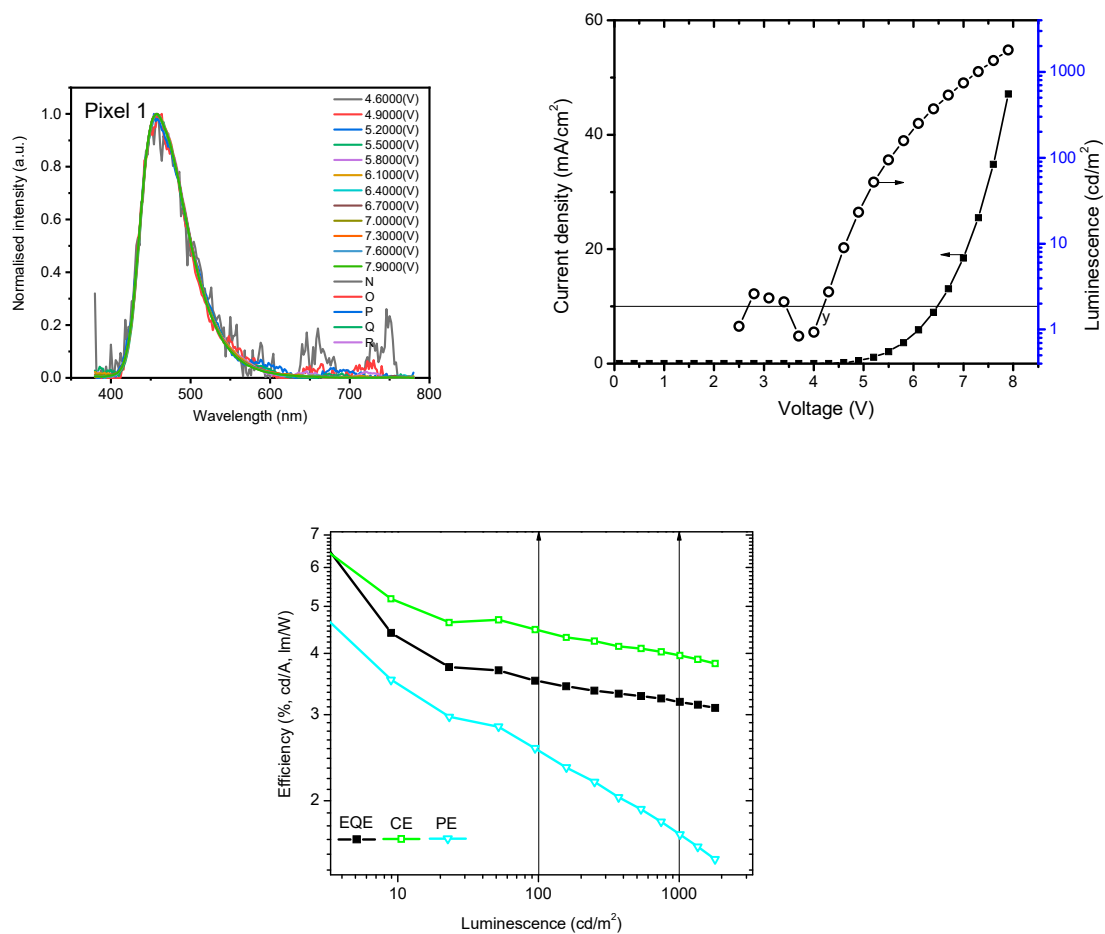 Pixel 1
4.6000(V)
4.9000(V)
5.2000(V)
5.5000(V)
5.8000(V)
6.1000(V)
6.4000(V)
6.7000(V)
7.0000(V)
7.3000(V)
7.6000(V)
7.9000(V)
N
O
P
Q
R
Normalised intensity (a.u.)
1.0
0.8
0.6
0.4
0.2
0.0
400 500 600 700 800
Wavelength (nm)
Current density (mA/cm²)
60
40
20
0
y
0 1 2 3 4 5 6 7 8
Voltage (V)
1000
100
10
1
Luminescence (cd/m²)
Efficiency (%, cd/A, lm/W)
7
6
5
4
3
2
EQE CE PE
10 100 1000
Luminescence (cd/m²)